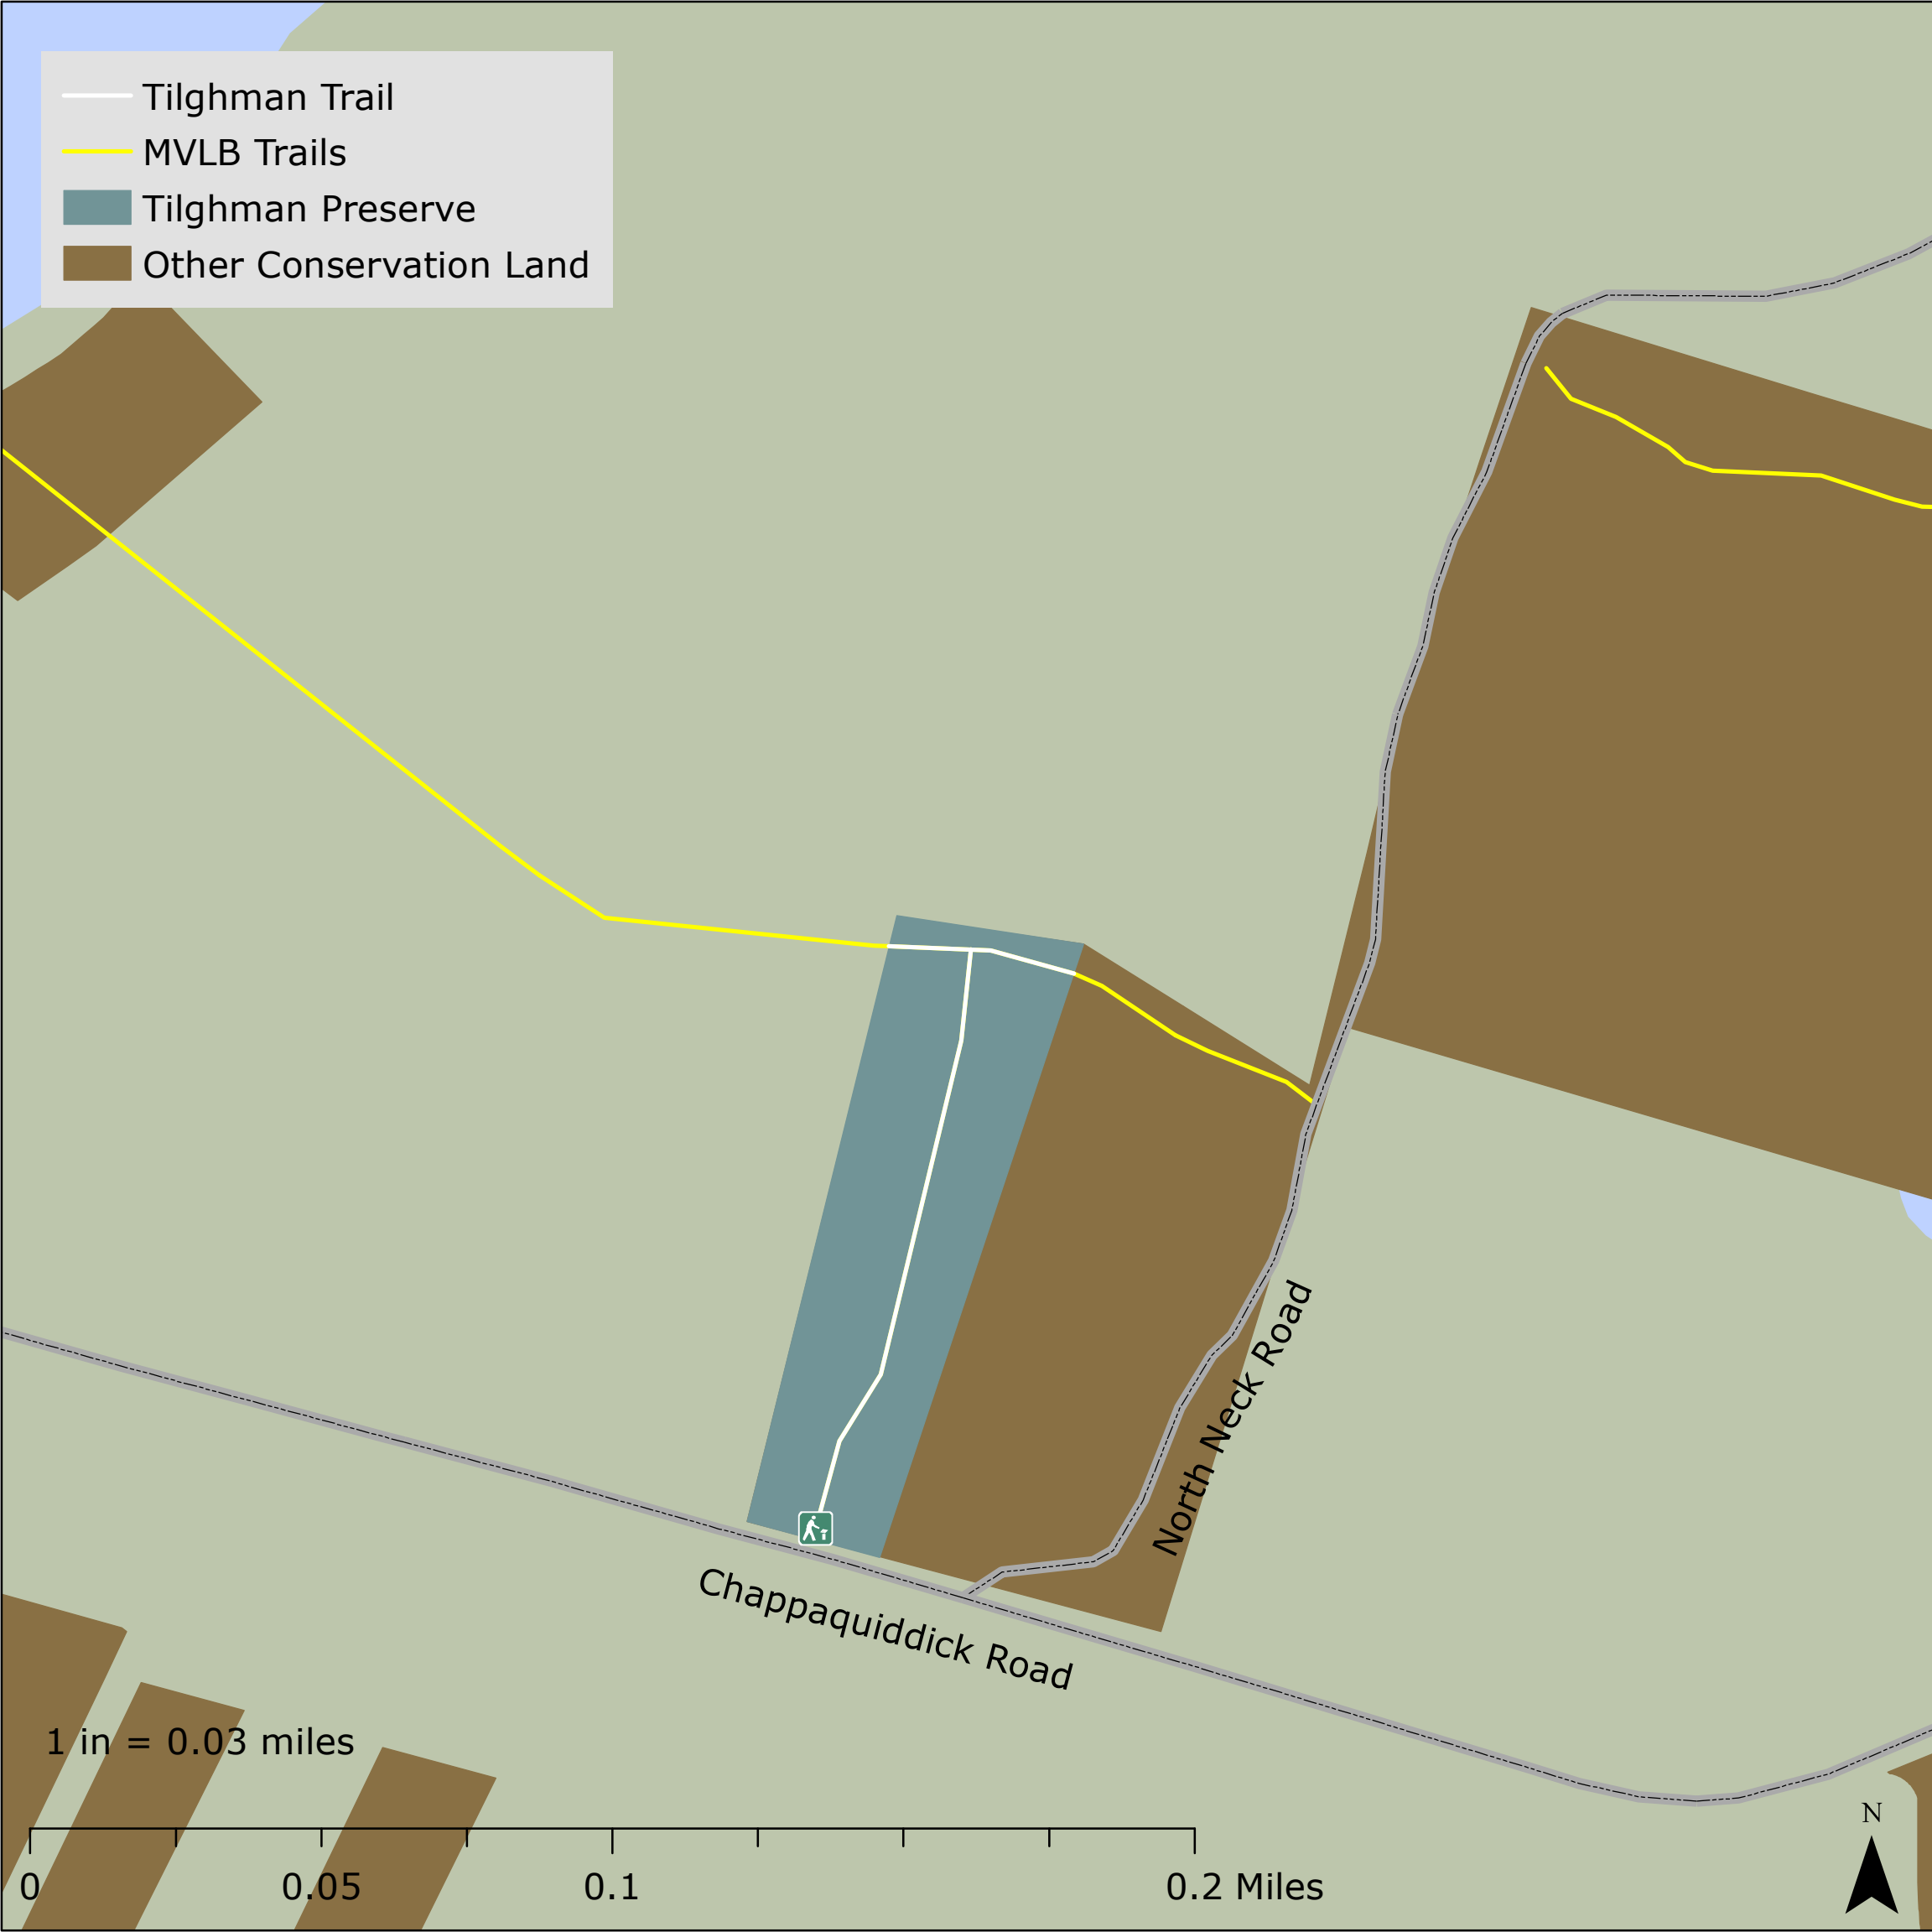 Tilghman Trail
MVLB Trails
Tilghman Preserve
Other Conservation Land
North Neck Road
Chappaquiddick Road
1 in = 0.03 miles
0 0.05 0.1 0.2 Miles
N